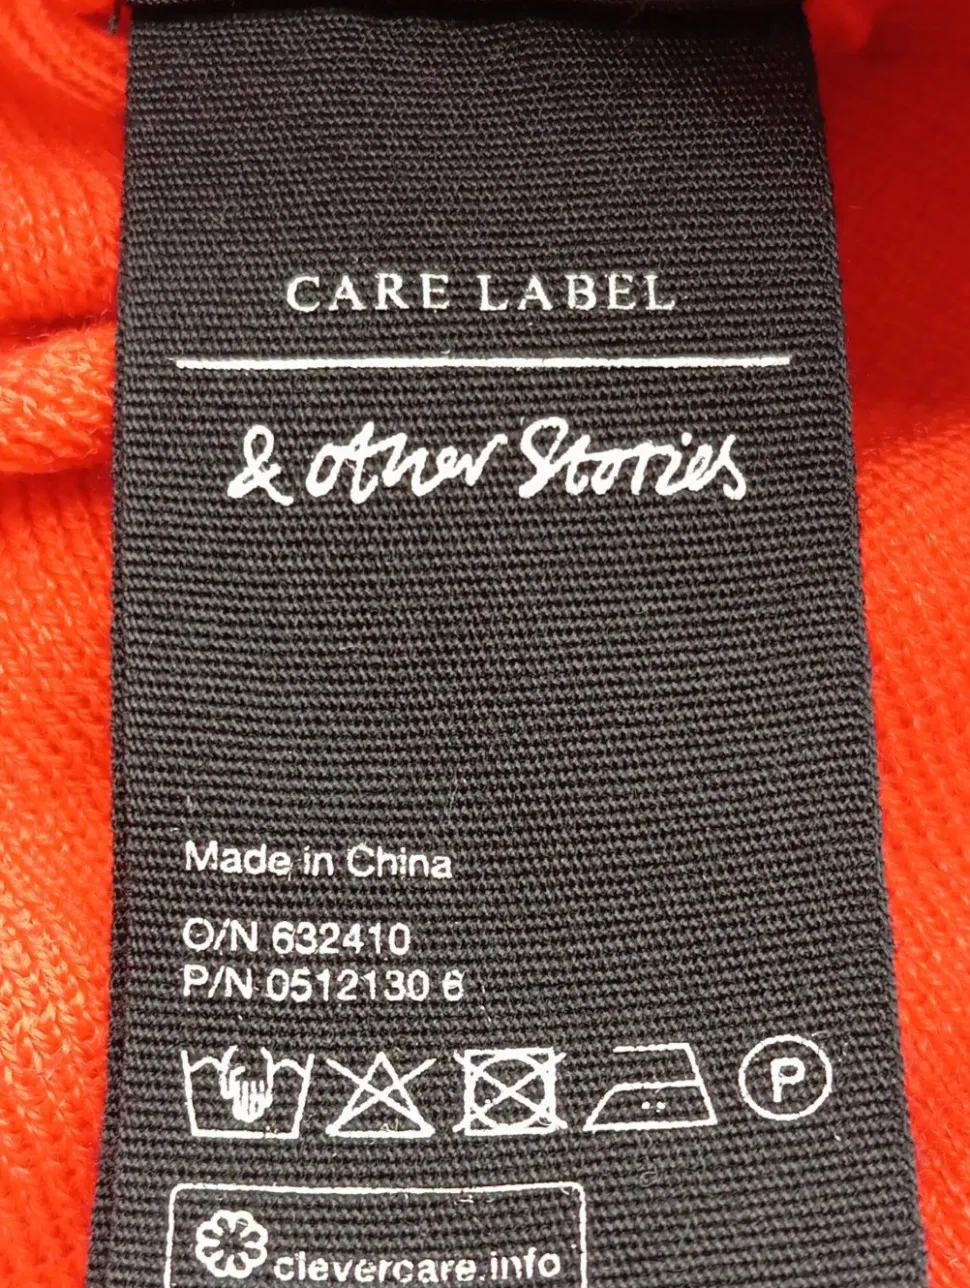 CARE LABEL
& other Stories
Made in China
O/N 632410
P/N 0512130 6
P
clevercare.info